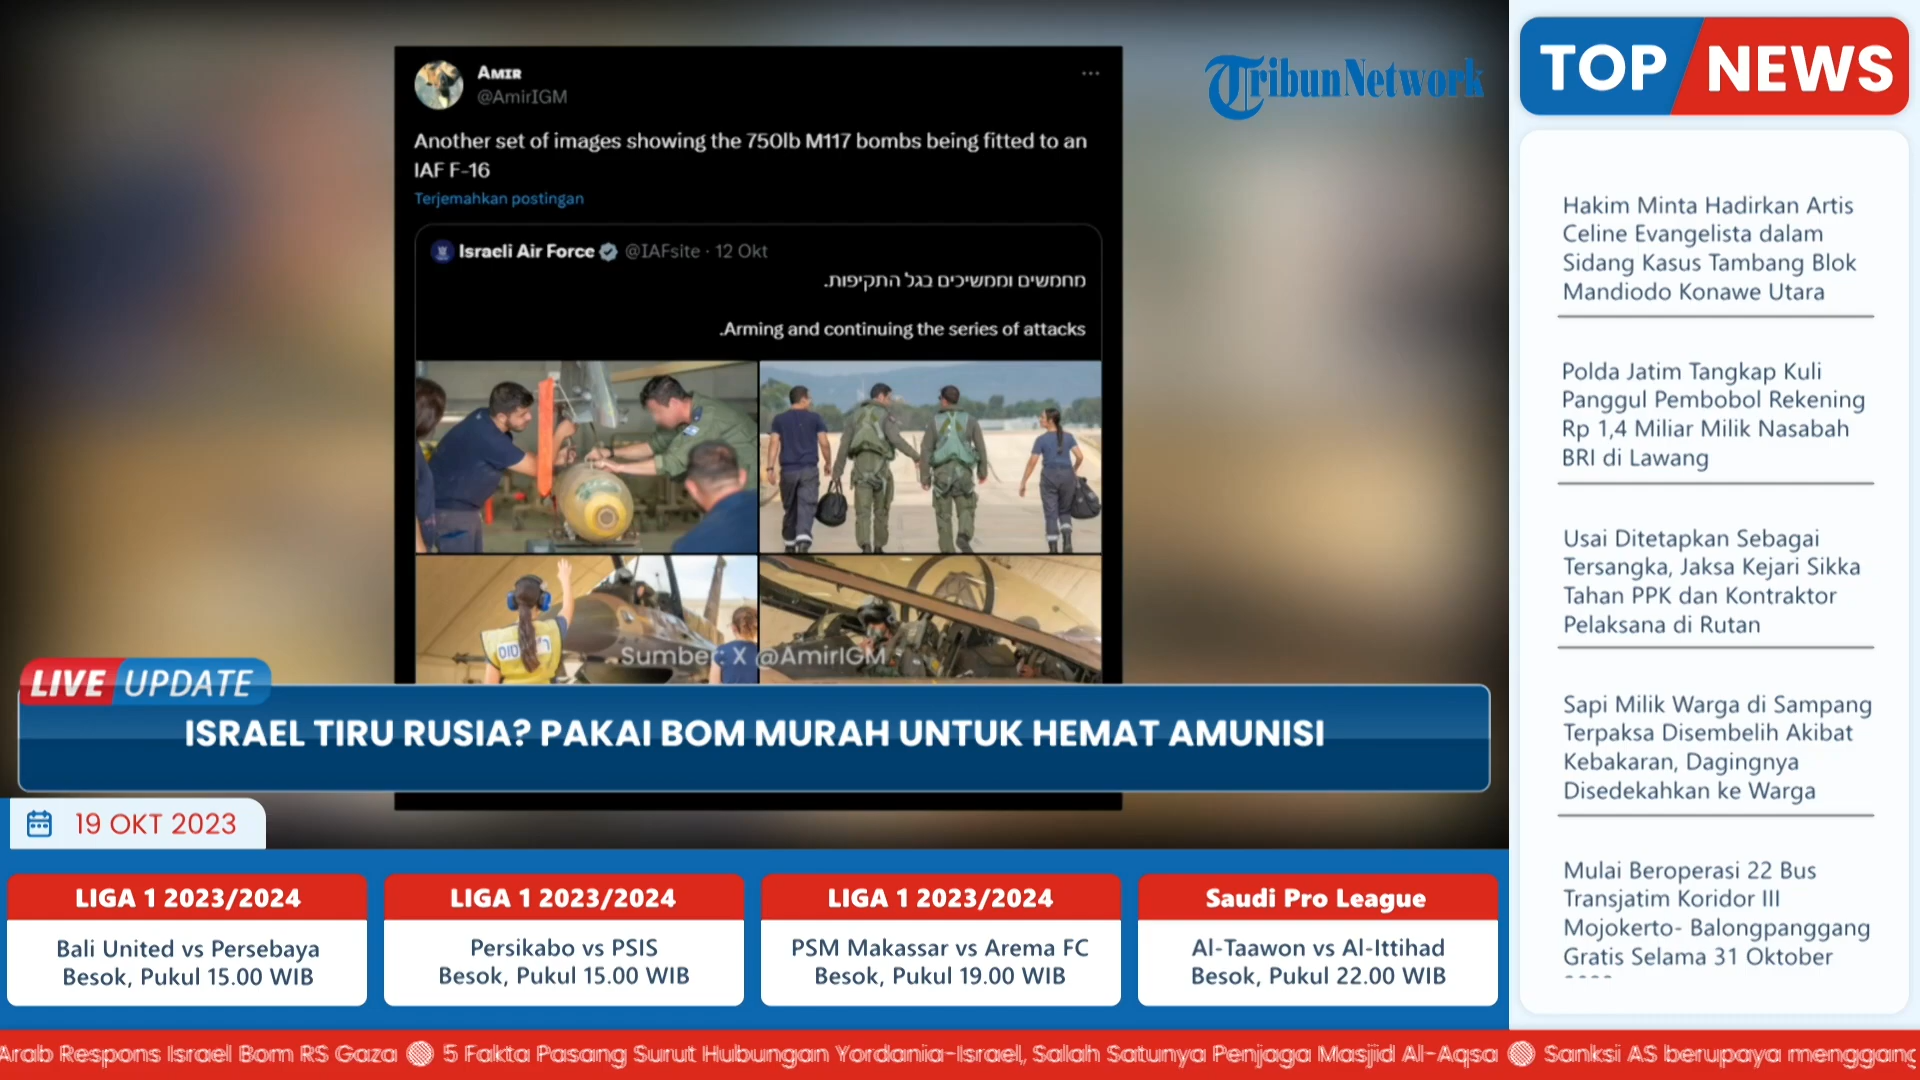 AMIR
@AmirIGM
Another set of images showing the 750lb M117 bombs being fitted to an
IAF F-16
Terjemahkan postingan
Israeli Air Force @IAFsite · 12 Okt
מחמשים וממשיכים בגל התקיפות.
.Arming and continuing the series of attacks
Sumber: X @AmirIGM
TribunNetwork
LIVE UPDATE
ISRAEL TIRU RUSIA? PAKAI BOM MURAH UNTUK HEMAT AMUNISI
19 OKT 2023
LIGA 1 2023/2024
Bali United vs Persebaya
Besok, Pukul 15.00 WIB
LIGA 1 2023/2024
Persikabo vs PSIS
Besok, Pukul 15.00 WIB
LIGA 1 2023/2024
PSM Makassar vs Arema FC
Besok, Pukul 19.00 WIB
Saudi Pro League
Al-Taawon vs Al-Ittihad
Besok, Pukul 22.00 WIB
TOP NEWS
Hakim Minta Hadirkan Artis
Celine Evangelista dalam
Sidang Kasus Tambang Blok
Mandiodo Konawe Utara
Polda Jatim Tangkap Kuli
Panggul Pembobol Rekening
Rp 1,4 Miliar Milik Nasabah
BRI di Lawang
Usai Ditetapkan Sebagai
Tersangka, Jaksa Kejari Sikka
Tahan PPK dan Kontraktor
Pelaksana di Rutan
Sapi Milik Warga di Sampang
Terpaksa Disembelih Akibat
Kebakaran, Dagingnya
Disedekahkan ke Warga
Mulai Beroperasi 22 Bus
Transjatim Koridor III
Mojokerto- Balongpanggang
Gratis Selama 31 Oktober
Arab Respons Israel Bom RS Gaza 5 Fakta Pasang Surut Hubungan Yordania-Israel, Salah Satunya Penjaga Masjid Al-Aqsa Sanksi AS berupaya menggang